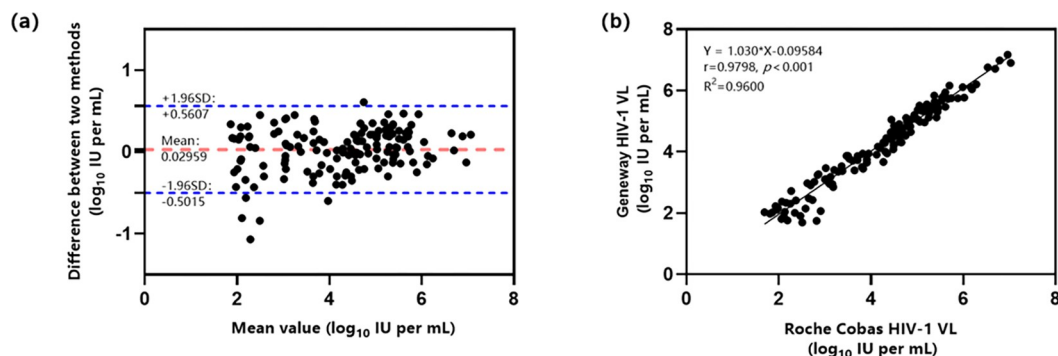 (a)
Difference between two methods
(log₁₀ IU per mL)
1
0
-1
+1.96SD:
+0.5607
Mean:
0.02959
-1.96SD:
-0.5015
0
2
4
6
8
Mean value (log₁₀ IU per mL)
(b)
Geneway HIV-1 VL
(log₁₀ IU per mL)
8
6
4
2
0
Y = 1.030*X-0.09584
r=0.9798, p<0.001
R²=0.9600
0
2
4
6
8
Roche Cobas HIV-1 VL
(log₁₀ IU per mL)